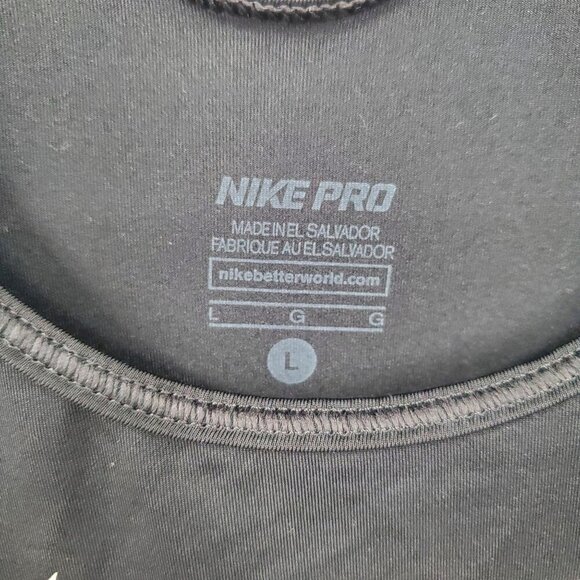 NIKE PRO
MADE IN EL SALVADOR
FABRIQUE AU EL SALVADOR
nikebetterworld.com
L G G
L